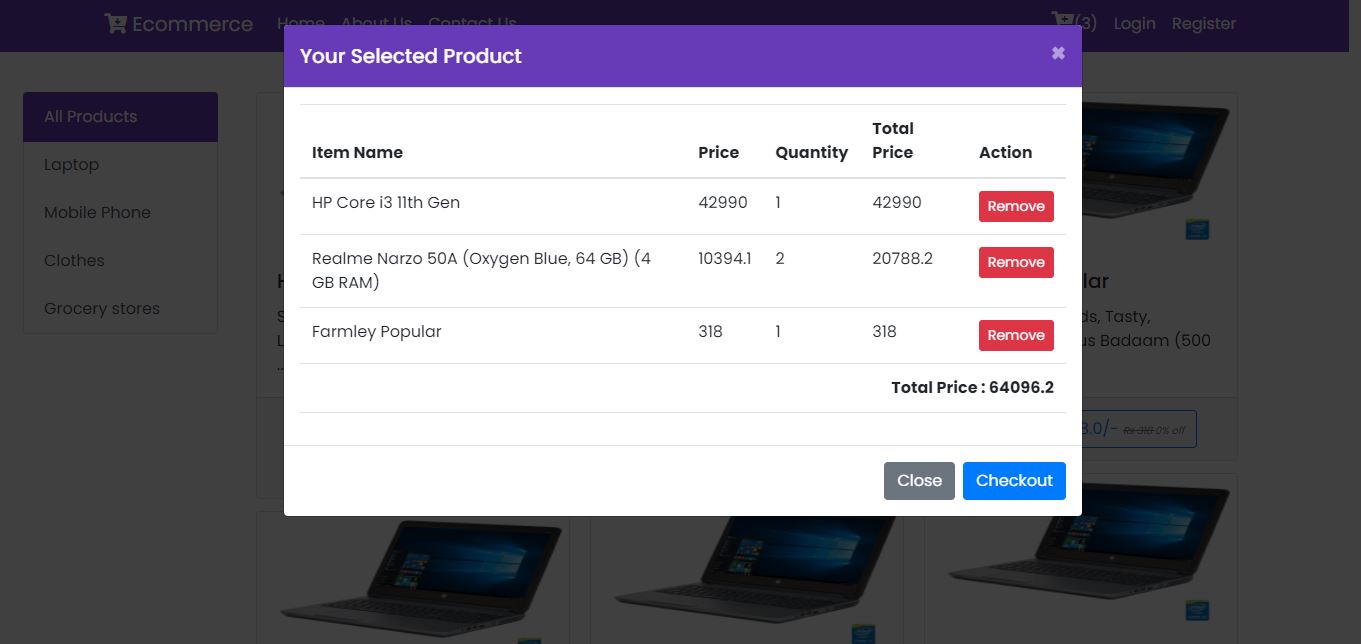 Ecommerce Home About Us Contact Us (3) Login Register
Your Selected Product ×
All Products
Laptop
Mobile Phone
Clothes
Grocery stores
Item Name Price Quantity Total
Price Action
HP Core i3 11th Gen 42990 1 42990 Remove
Realme Narzo 50A (Oxygen Blue, 64 GB) (4
GB RAM) 10394.1 2 20788.2 Remove
Farmley Popular 318 1 318 Remove
Total Price : 64096.2
Close Checkout
lar
ds, Tasty,
us Badaam (500
...
3.0/- Rs 318 0% off